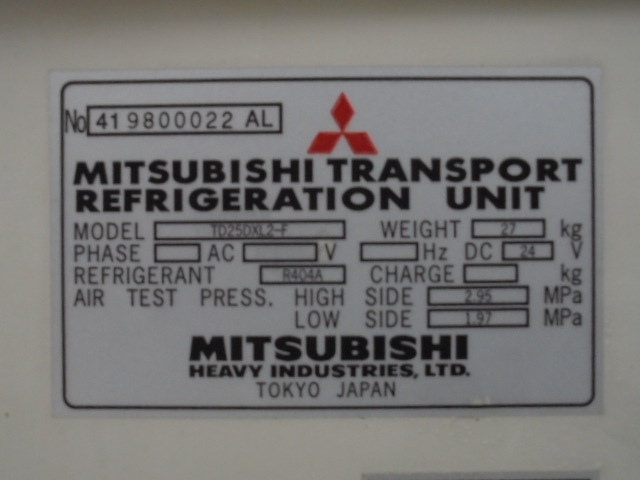 No 419800022 AL
MITSUBISHI TRANSPORT
REFRIGERATION UNIT
MODEL TD25DXL2-F WEIGHT 27 kg
PHASE AC V Hz DC 24 V
REFRIGERANT R404A CHARGE kg
AIR TEST PRESS. HIGH SIDE 2.95 MPa
LOW SIDE 1.97 MPa
MITSUBISHI
HEAVY INDUSTRIES, LTD.
TOKYO JAPAN